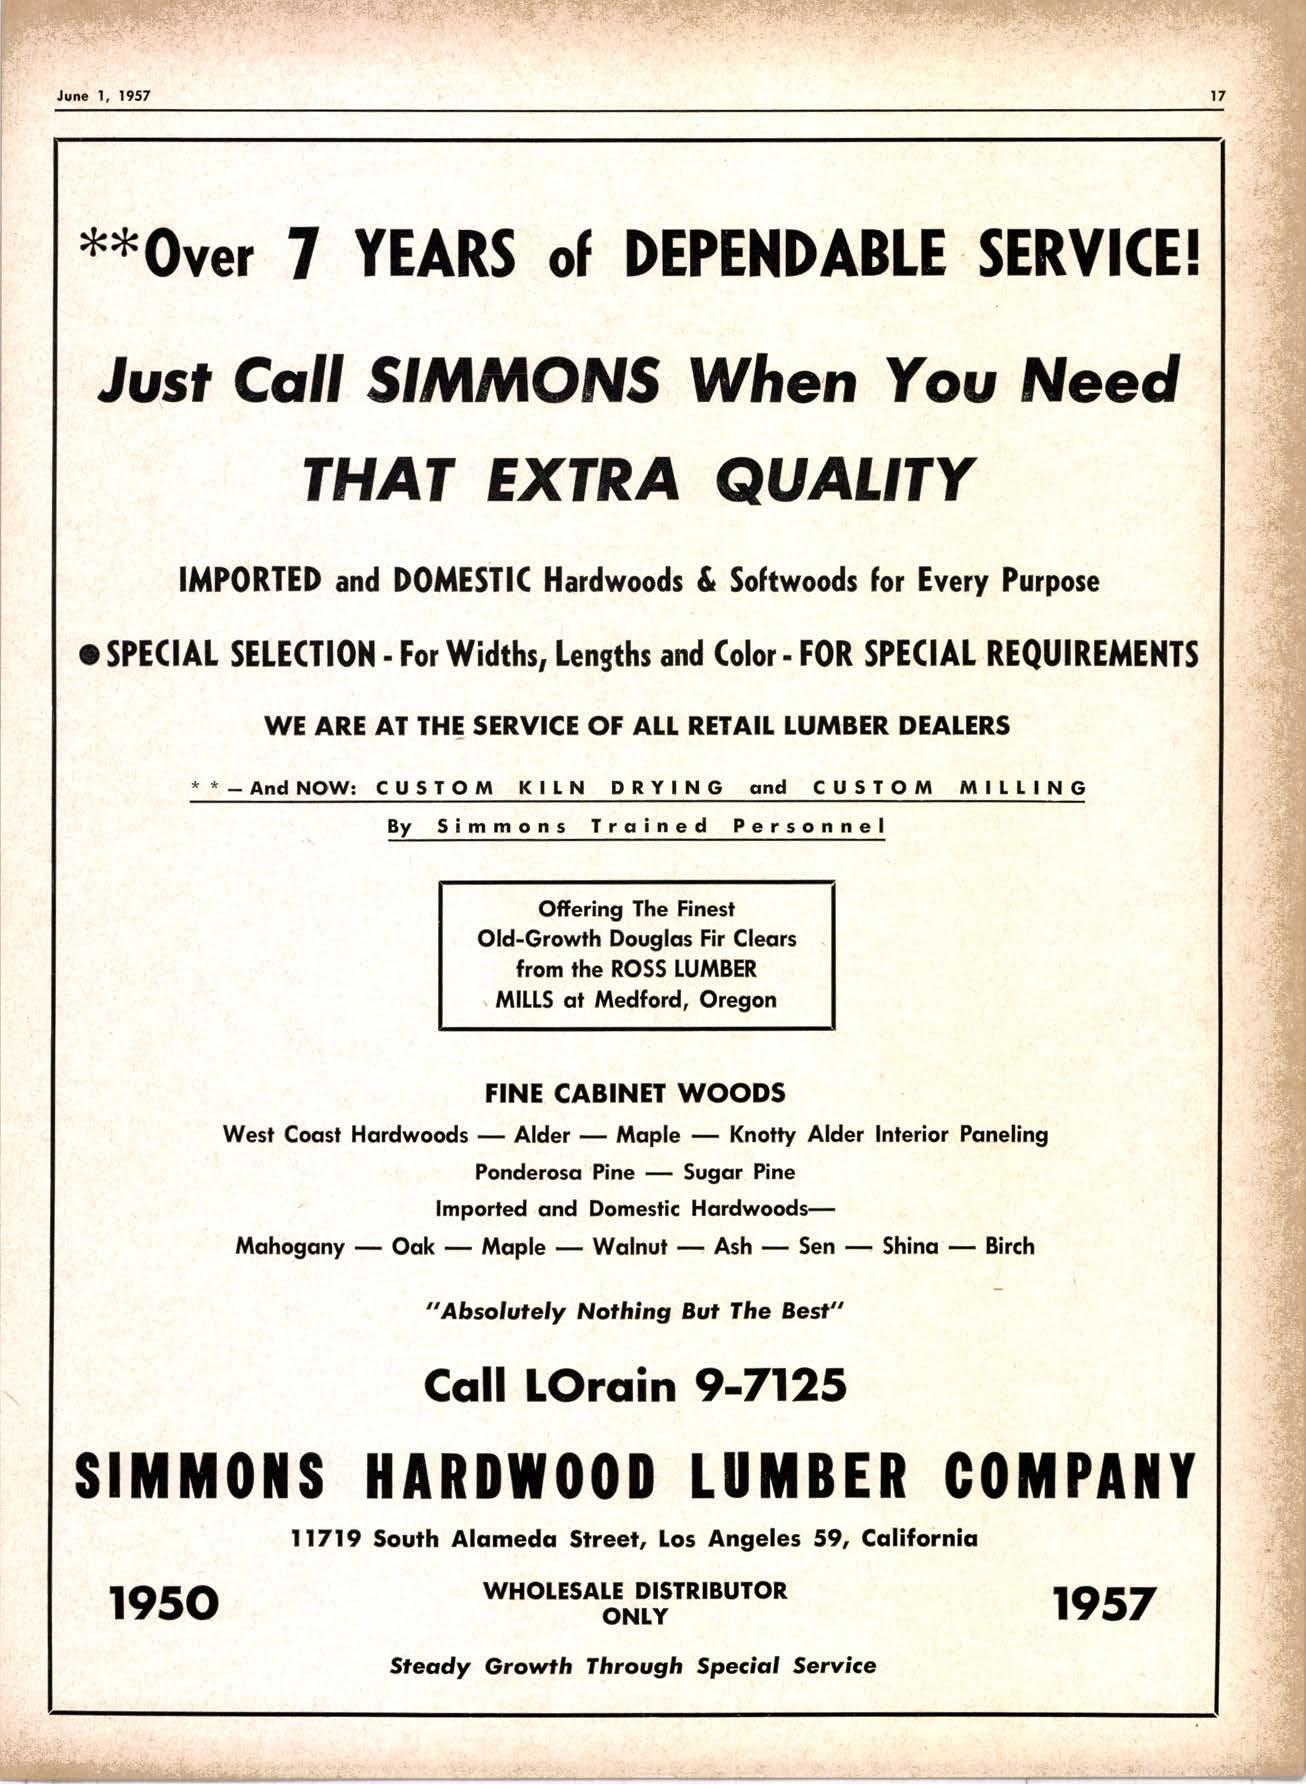 June 1, 1957 17
**Over 7 YEARS of DEPENDABLE SERVICE!
Just Call SIMMONS When You Need
THAT EXTRA QUALITY
IMPORTED and DOMESTIC Hardwoods & Softwoods for Every Purpose
● SPECIAL SELECTION - For Widths, Lengths and Color - FOR SPECIAL REQUIREMENTS
WE ARE AT THE SERVICE OF ALL RETAIL LUMBER DEALERS
* * — And NOW: CUSTOM KILN DRYING and CUSTOM MILLING
By Simmons Trained Personnel
Offering The Finest
Old-Growth Douglas Fir Clears
from the ROSS LUMBER
MILLS at Medford, Oregon
FINE CABINET WOODS
West Coast Hardwoods — Alder — Maple — Knotty Alder Interior Paneling
Ponderosa Pine — Sugar Pine
Imported and Domestic Hardwoods—
Mahogany — Oak — Maple — Walnut — Ash — Sen — Shina — Birch
"Absolutely Nothing But The Best"
Call LOrain 9-7125
SIMMONS HARDWOOD LUMBER COMPANY
11719 South Alameda Street, Los Angeles 59, California
1950 WHOLESALE DISTRIBUTOR 1957
ONLY
Steady Growth Through Special Service